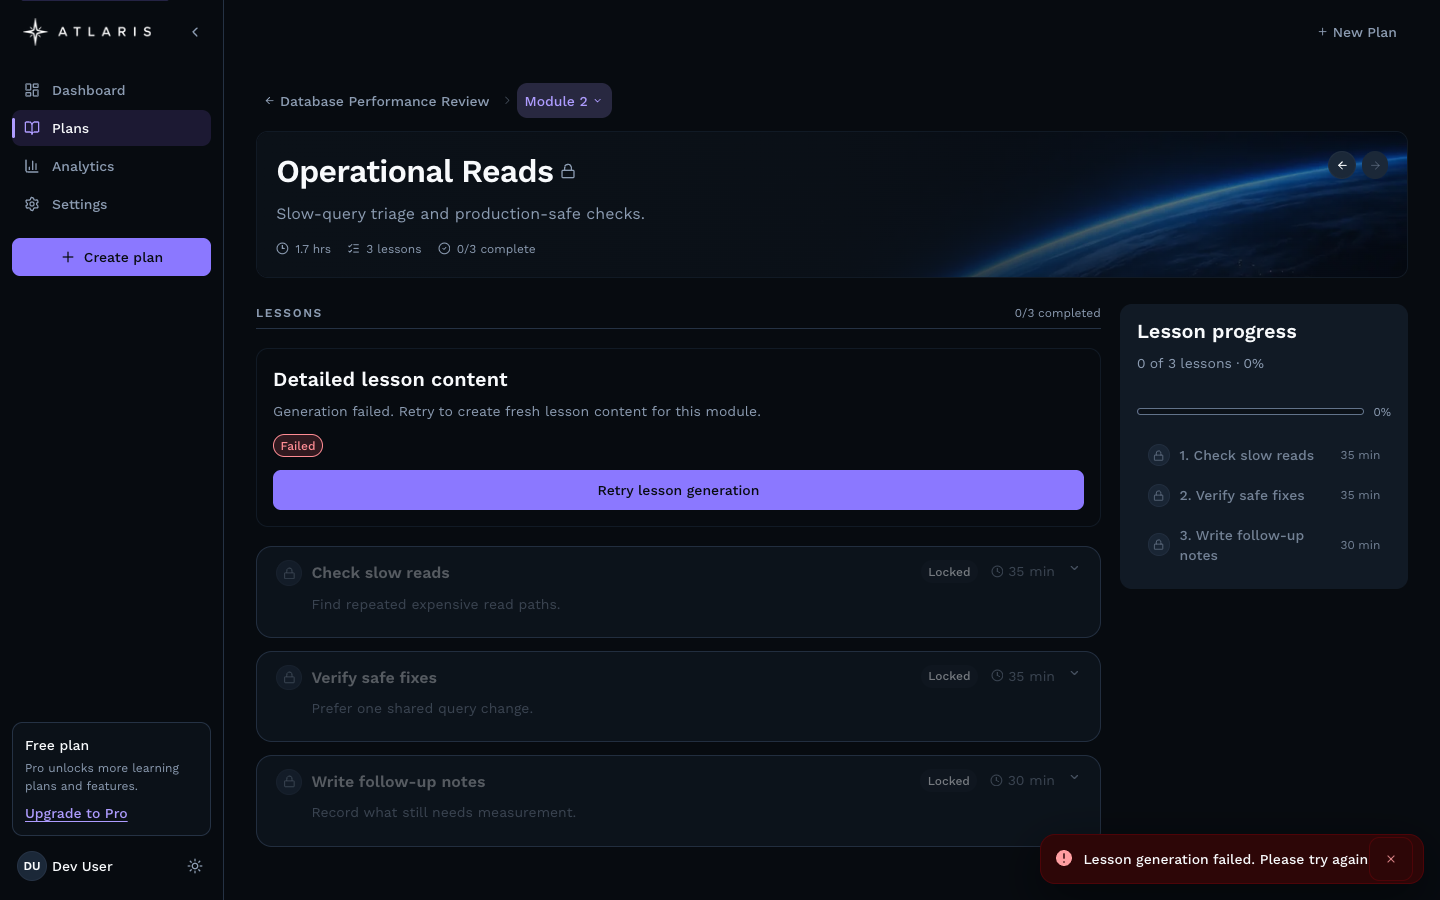 ATLARIS
Dashboard
Plans
Analytics
Settings
Create plan
Free plan
Pro unlocks more learning
plans and features.
Upgrade to Pro
DU Dev User
New Plan
Database Performance Review
Module 2
Operational Reads
Slow-query triage and production-safe checks.
1.7 hrs 3 lessons 0/3 complete
LESSONS 0/3 completed
Detailed lesson content
Generation failed. Retry to create fresh lesson content for this module.
Failed
Retry lesson generation
Check slow reads Locked 35 min
Find repeated expensive read paths.
Verify safe fixes Locked 35 min
Prefer one shared query change.
Write follow-up notes Locked 30 min
Record what still needs measurement.
Lesson progress
0 of 3 lessons · 0%
0%
1. Check slow reads 35 min
2. Verify safe fixes 35 min
3. Write follow-up
notes 30 min
Lesson generation failed. Please try again